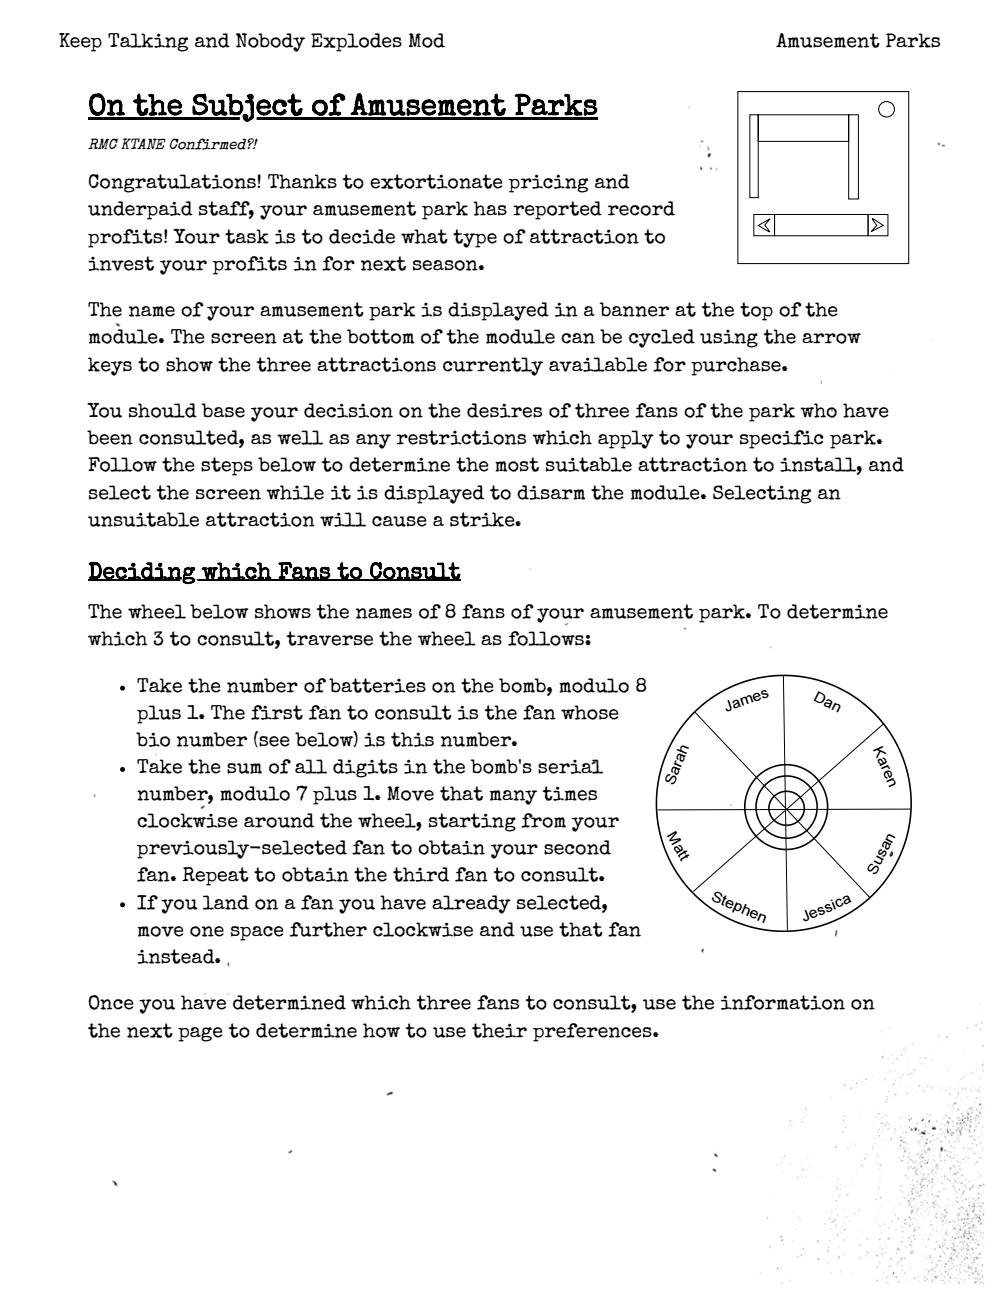 Keep Talking and Nobody Explodes Mod
Amusement Parks
On the Subject of Amusement Parks
RMC KTANE Confirmed?!
Congratulations! Thanks to extortionate pricing and
underpaid staff, your amusement park has reported record
profits! Your task is to decide what type of attraction to
invest your profits in for next season.
The name of your amusement park is displayed in a banner at the top of the
module. The screen at the bottom of the module can be cycled using the arrow
keys to show the three attractions currently available for purchase.
You should base your decision on the desires of three fans of the park who have
been consulted, as well as any restrictions which apply to your specific park.
Follow the steps below to determine the most suitable attraction to install, and
select the screen while it is displayed to disarm the module. Selecting an
unsuitable attraction will cause a strike.
Deciding which Fans to Consult
The wheel below shows the names of 8 fans of your amusement park. To determine
which 3 to consult, traverse the wheel as follows:
• Take the number of batteries on the bomb, modulo 8
plus 1. The first fan to consult is the fan whose
bio number (see below) is this number.
• Take the sum of all digits in the bomb's serial
number, modulo 7 plus 1. Move that many times
clockwise around the wheel, starting from your
previously-selected fan to obtain your second
fan. Repeat to obtain the third fan to consult.
• If you land on a fan you have already selected,
move one space further clockwise and use that fan
instead.
James
Dan
Karen
Susan
Jessica
Stephen
Matt
Sarah
Once you have determined which three fans to consult, use the information on
the next page to determine how to use their preferences.